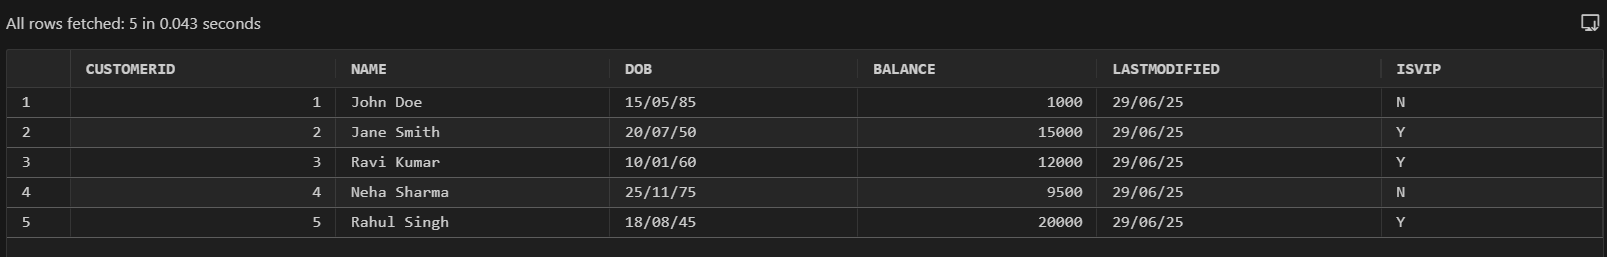 All rows fetched: 5 in 0.043 seconds
CUSTOMERID NAME DOB BALANCE LASTMODIFIED ISVIP
1 1 John Doe 15/05/85 1000 29/06/25 N
2 2 Jane Smith 20/07/50 15000 29/06/25 Y
3 3 Ravi Kumar 10/01/60 12000 29/06/25 Y
4 4 Neha Sharma 25/11/75 9500 29/06/25 N
5 5 Rahul Singh 18/08/45 20000 29/06/25 Y